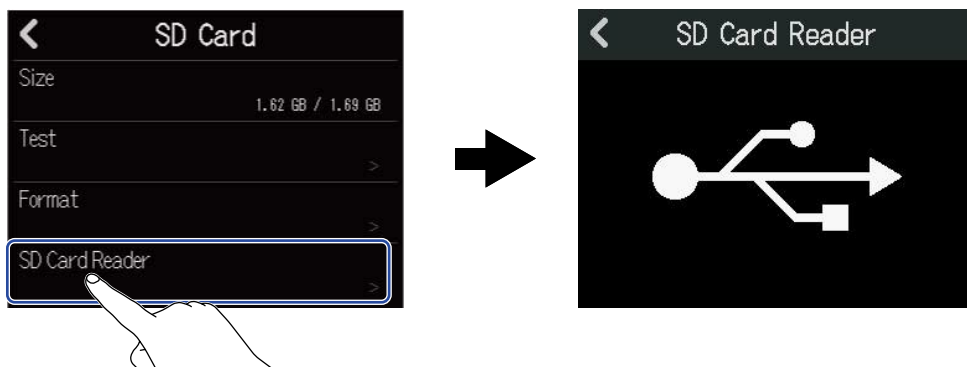 SD Card
Size
1.62 GB / 1.69 GB
Test
>
Format
>
SD Card Reader
>
SD Card Reader